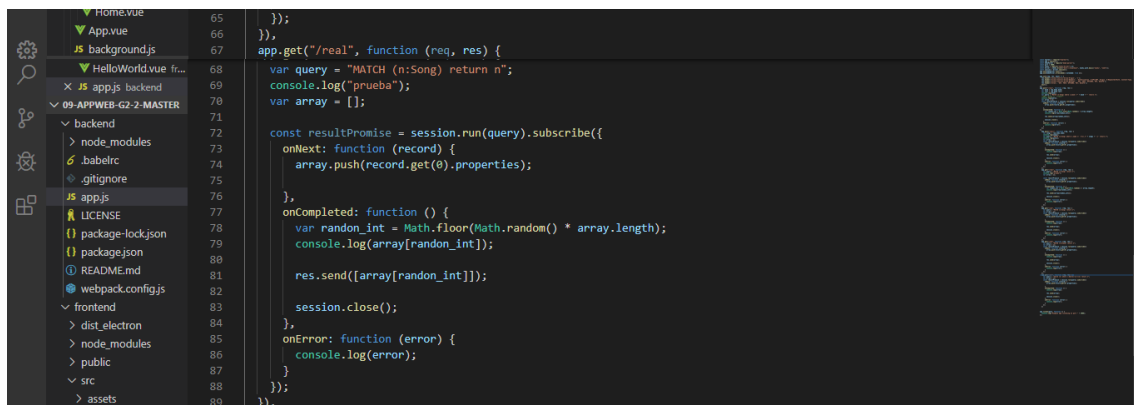 Home.vue
App.vue
JS background.js
HelloWorld.vue fr...
JS app.js backend
09-APPWEB-G2-2-MASTER
backend
node_modules
.babelrc
.gitignore
JS app.js
LICENSE
{} package-lock.json
{} package.json
README.md
webpack.config.js
frontend
dist_electron
node_modules
public
src
assets
65 });
66 }),
67 app.get("/real", function (req, res) {
68 var query = "MATCH (n:Song) return n";
69 console.log("prueba");
70 var array = [];
71
72 const resultPromise = session.run(query).subscribe({
73 onNext: function (record) {
74 array.push(record.get(0).properties);
75
76 },
77 onCompleted: function () {
78 var randon_int = Math.floor(Math.random() * array.length);
79 console.log(array[randon_int]);
80
81 res.send([array[randon_int]]);
82
83 session.close();
84 },
85 onError: function (error) {
86 console.log(error);
87 }
88 });
89 }),